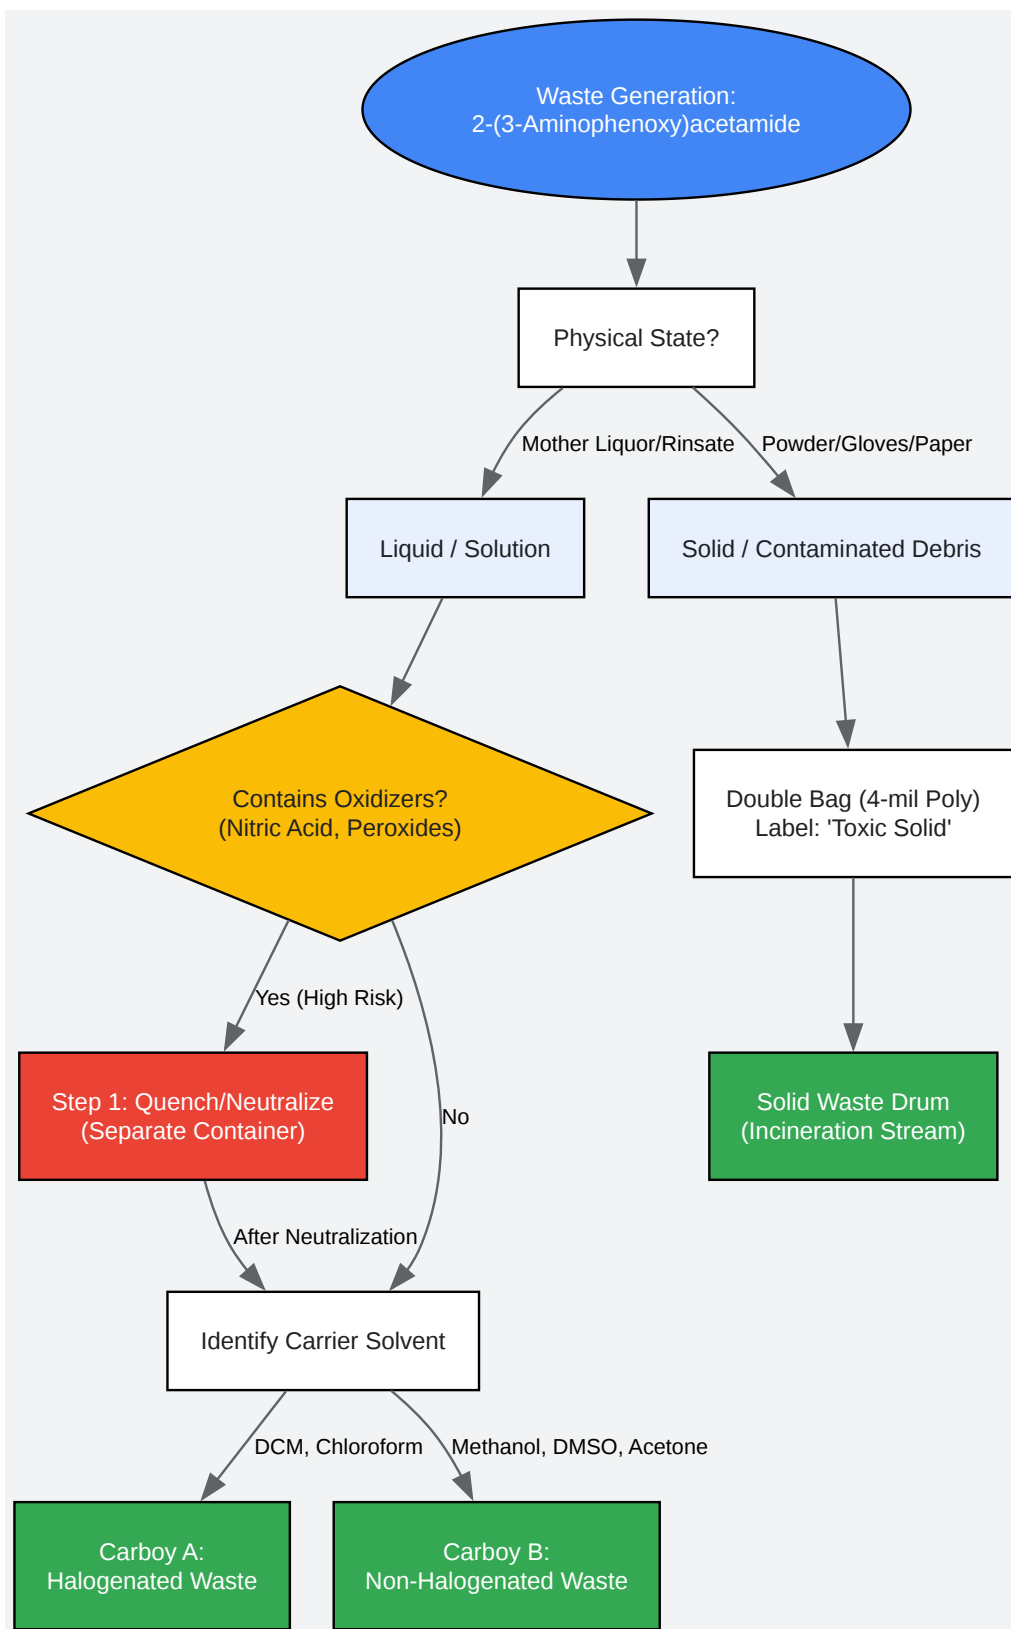 Waste Generation:
2-(3-Aminophenoxy)acetamide
Physical State?
Mother Liquor/Rinsate
Powder/Gloves/Paper
Liquid / Solution
Solid / Contaminated Debris
Contains Oxidizers?
(Nitric Acid, Peroxides)
Double Bag (4-mil Poly)
Label: 'Toxic Solid'
Yes (High Risk)
Step 1: Quench/Neutralize
(Separate Container)
No
Solid Waste Drum
(Incineration Stream)
After Neutralization
Identify Carrier Solvent
DCM, Chloroform
Methanol, DMSO, Acetone
Carboy A:
Halogenated Waste
Carboy B:
Non-Halogenated Waste